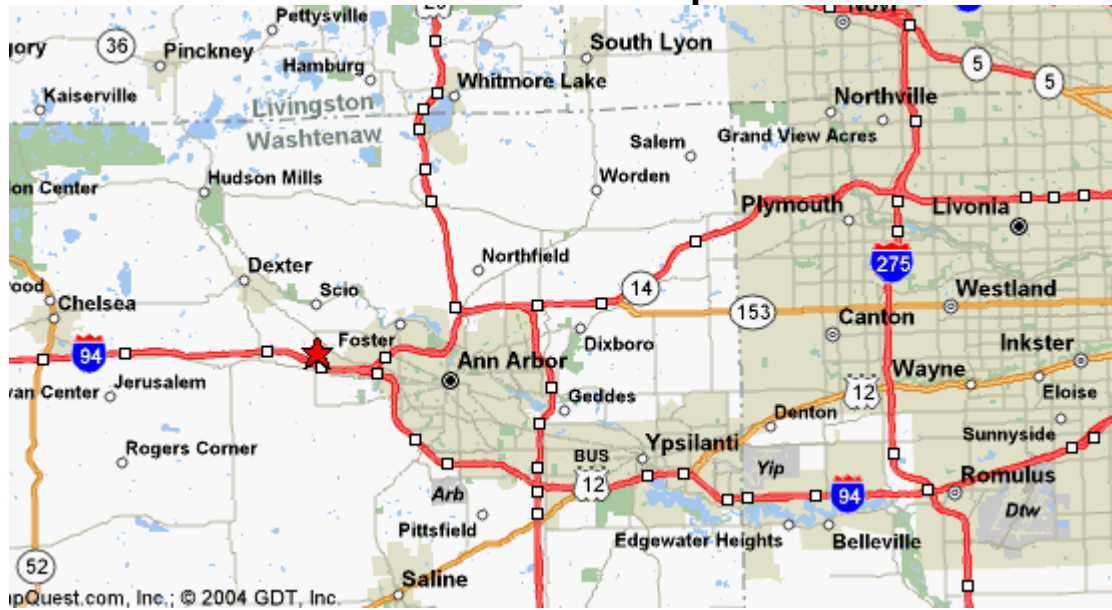 Pettysville
Novi
36
Pinckney
South Lyon
5
5
Hamburg
Whitmore Lake
Kaiserville
Livingston
Washtenaw
Northville
Grand View Acres
Salem
Hudson Mills
Worden
Center
Plymouth
Livonia
Northfield
275
Dexter
14
Westland
Chelsea
Scio
153
Canton
Foster
Dixboro
Inkster
94
Ann Arbor
Wayne
Jerusalem
Center
12
Eloise
Geddes
Denton
Sunnyside
Rogers Corner
BUS
Ypsilanti
Yip
Romulus
Arb
12
94
Dtw
Pittsfield
Edgewater Heights
Belleville
52
Saline
pQuest.com, Inc.; © 2004 GDT, Inc.